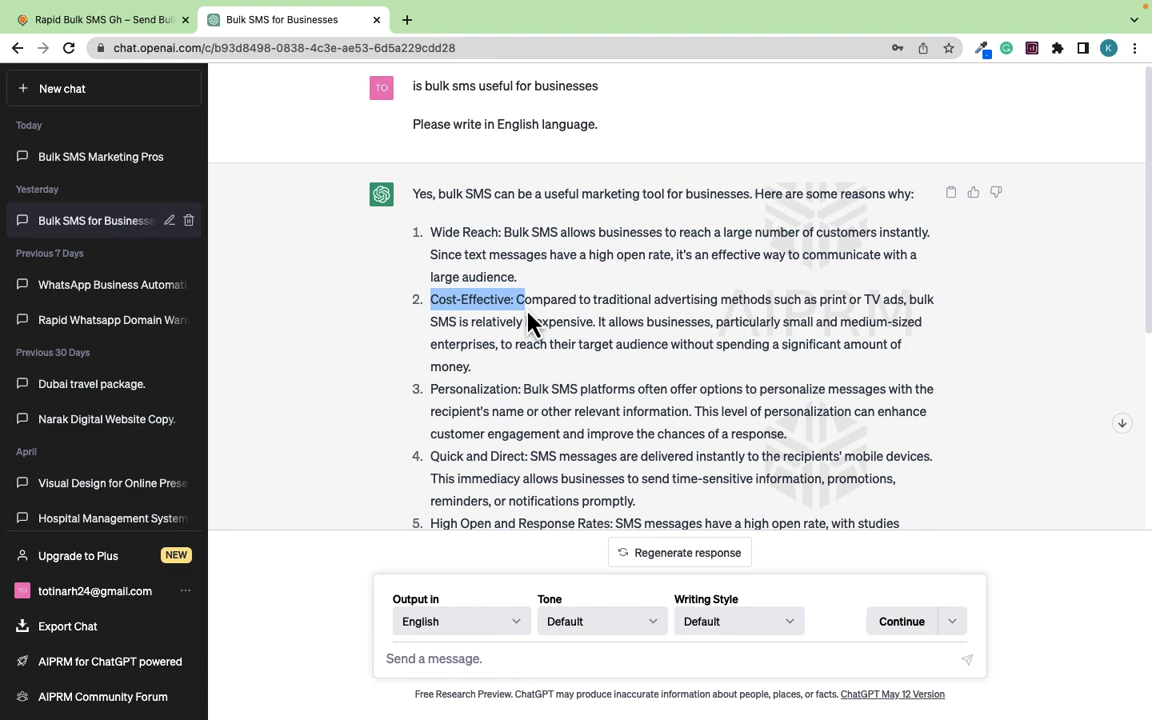 Rapid Bulk SMS Gh – Send Bul
Bulk SMS for Businesses
chat.openai.com/c/b93d8498-0838-4c3e-ae53-6d5a229cdd28
K
New chat
Today
Bulk SMS Marketing Pros
Yesterday
Bulk SMS for Businesse
Previous 7 Days
WhatsApp Business Automati
Rapid Whatsapp Domain Warn
Previous 30 Days
Dubai travel package.
Narak Digital Website Copy.
April
Visual Design for Online Prese
Hospital Management System
Upgrade to Plus NEW
TO totinarh24@gmail.com
Export Chat
AIPRM for ChatGPT powered
AIPRM Community Forum
TO is bulk sms useful for businesses
Please write in English language.
Yes, bulk SMS can be a useful marketing tool for businesses. Here are some reasons why:
1. Wide Reach: Bulk SMS allows businesses to reach a large number of customers instantly.
Since text messages have a high open rate, it's an effective way to communicate with a
large audience.
2. Cost-Effective: Compared to traditional advertising methods such as print or TV ads, bulk
SMS is relatively expensive. It allows businesses, particularly small and medium-sized
enterprises, to reach their target audience without spending a significant amount of
money.
3. Personalization: Bulk SMS platforms often offer options to personalize messages with the
recipient's name or other relevant information. This level of personalization can enhance
customer engagement and improve the chances of a response.
4. Quick and Direct: SMS messages are delivered instantly to the recipients' mobile devices.
This immediacy allows businesses to send time-sensitive information, promotions,
reminders, or notifications promptly.
5. High Open and Response Rates: SMS messages have a high open rate, with studies
AIPRM
Regenerate response
Output in Tone Writing Style
English Default Default Continue
Send a message.
Free Research Preview. ChatGPT may produce inaccurate information about people, places, or facts. ChatGPT May 12 Version